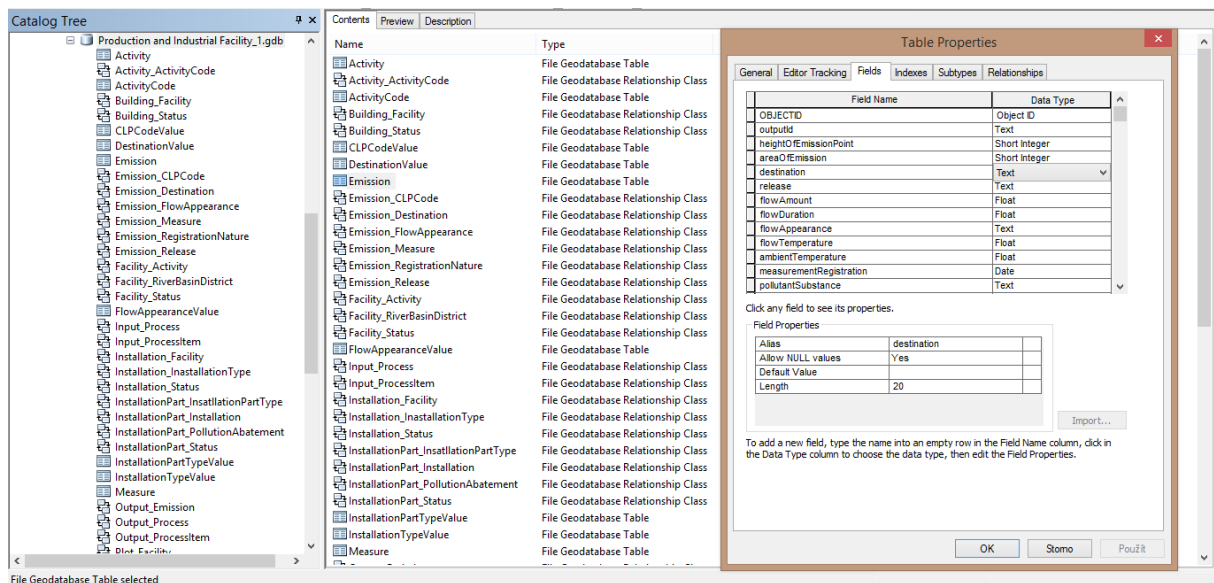 Catalog Tree
Production and Industrial Facility_1.gdb
Activity
Activity_ActivityCode
ActivityCode
Building_Facility
Building_Status
CLPCodeValue
DestinationValue
Emission
Emission_CLPCode
Emission_Destination
Emission_FlowAppearance
Emission_Measure
Emission_RegistrationNature
Emission_Release
Facility_Activity
Facility_RiverBasinDistrict
Facility_Status
FlowAppearanceValue
Input_Process
Input_ProcessItem
Installation_Facility
Installation_InastallationType
Installation_Status
InstallationPart_InsatllationPartType
InstallationPart_Installation
InstallationPart_PollutionAbatement
InstallationPart_Status
InstallationPartTypeValue
InstallationTypeValue
Measure
Output_Emission
Output_Process
Output_ProcessItem
Plot_Facility
File Geodatabase Table selected
Contents Preview Description
Name Type
Activity File Geodatabase Table
Activity_ActivityCode File Geodatabase Relationship Class
ActivityCode File Geodatabase Table
Building_Facility File Geodatabase Relationship Class
Building_Status File Geodatabase Relationship Class
CLPCodeValue File Geodatabase Table
DestinationValue File Geodatabase Table
Emission File Geodatabase Table
Emission_CLPCode File Geodatabase Relationship Class
Emission_Destination File Geodatabase Relationship Class
Emission_FlowAppearance File Geodatabase Relationship Class
Emission_Measure File Geodatabase Relationship Class
Emission_RegistrationNature File Geodatabase Relationship Class
Emission_Release File Geodatabase Relationship Class
Facility_Activity File Geodatabase Relationship Class
Facility_RiverBasinDistrict File Geodatabase Relationship Class
Facility_Status File Geodatabase Relationship Class
FlowAppearanceValue File Geodatabase Table
Input_Process File Geodatabase Relationship Class
Input_ProcessItem File Geodatabase Relationship Class
Installation_Facility File Geodatabase Relationship Class
Installation_InastallationType File Geodatabase Relationship Class
Installation_Status File Geodatabase Relationship Class
InstallationPart_InsatllationPartType File Geodatabase Relationship Class
InstallationPart_Installation File Geodatabase Relationship Class
InstallationPart_PollutionAbatement File Geodatabase Relationship Class
InstallationPart_Status File Geodatabase Relationship Class
InstallationPartTypeValue File Geodatabase Table
InstallationTypeValue File Geodatabase Table
Measure File Geodatabase Table
Table Properties
General Editor Tracking Fields Indexes Subtypes Relationships
Field Name Data Type
OBJECTID Object ID
outputId Text
heightOfEmissionPoint Short Integer
areaOfEmission Short Integer
destination Text
release Text
flowAmount Float
flowDuration Float
flowAppearance Text
flowTemperature Float
ambientTemperature Float
measurementRegistration Date
pollutantSubstance Text
Click any field to see its properties.
Field Properties
Alias destination
Allow NULL values Yes
Default Value
Length 20
Import...
To add a new field, type the name into an empty row in the Field Name column, click in
the Data Type column to choose the data type, then edit the Field Properties.
OK Storno Použít